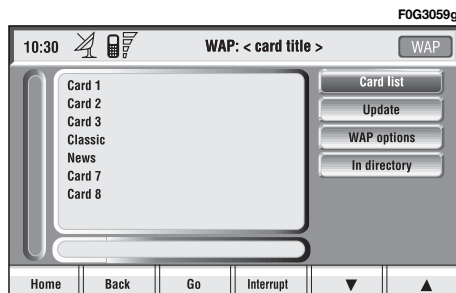 F0G3059g
10:30 WAP: < card title > WAP
Card 1
Card 2
Card 3
Classic
News
Card 7
Card 8
Card list
Update
WAP options
In directory
Home Back Go Interrupt ▼ ▲